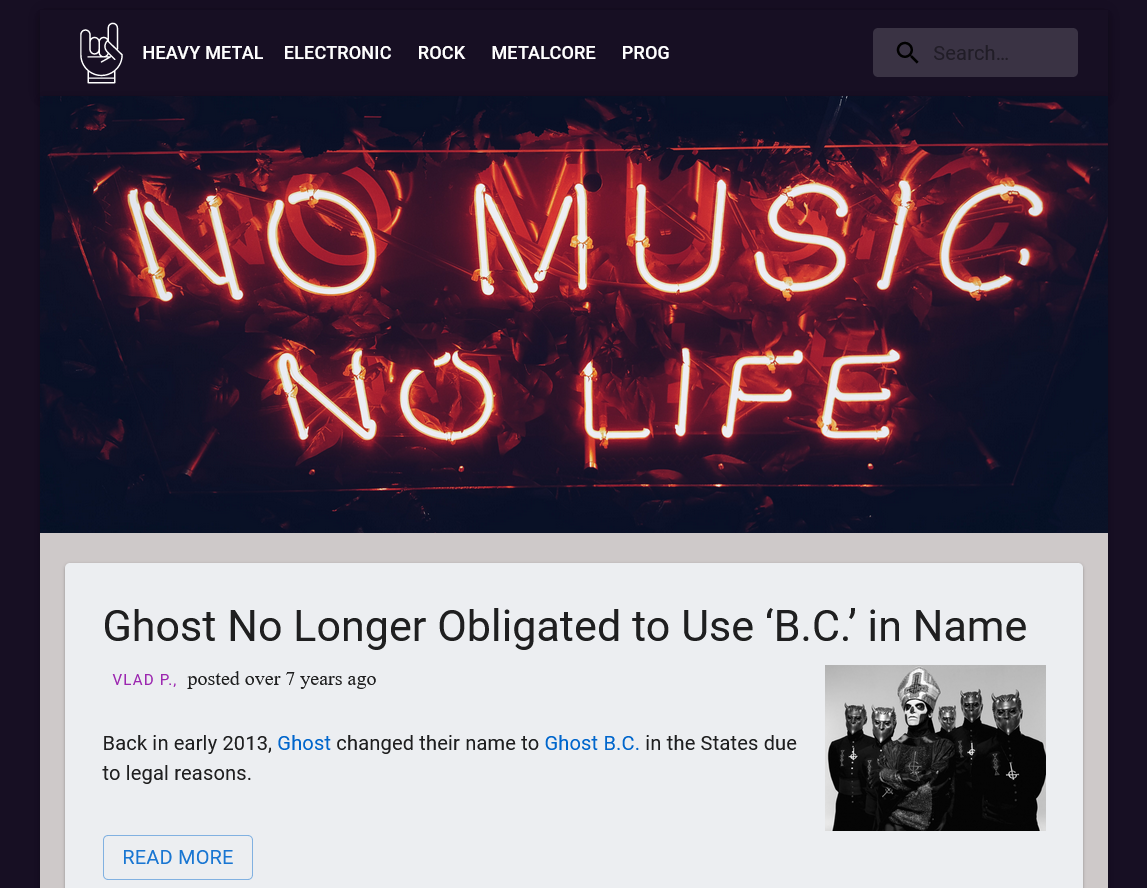 HEAVY METAL ELECTRONIC ROCK METALCORE PROG Search...
NO MUSIC
NO LIFE
Ghost No Longer Obligated to Use ‘B.C.’ in Name
VLAD P., posted over 7 years ago
Back in early 2013, Ghost changed their name to Ghost B.C. in the States due
to legal reasons.
READ MORE